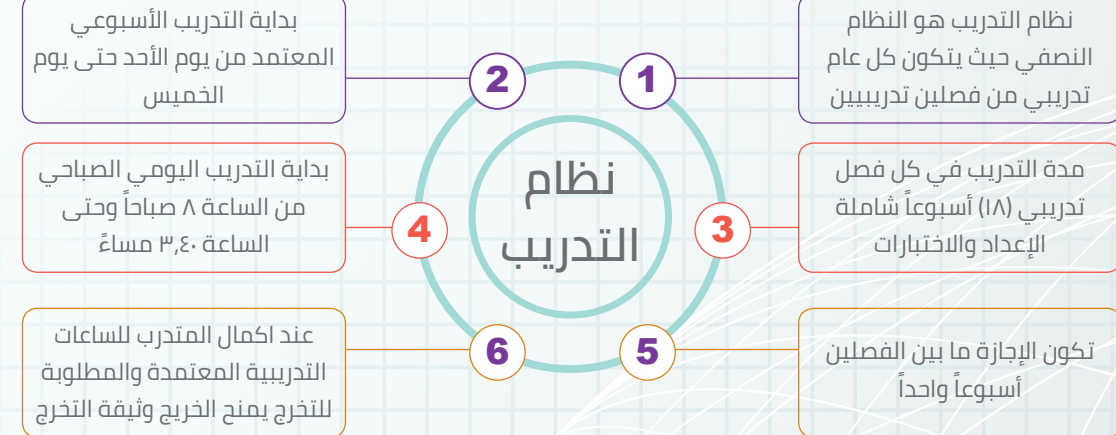 نظام
التدريب
1
نظام التدريب هو النظام
النصفي حيث يتكون كل عام
تدريبي من فصلين تدريبيين
2
بداية التدريب الأسبوعي
المعتمد من يوم الأحد حتى يوم
الخميس
3
مدة التدريب في كل فصل
تدريبي (١٨) أسبوعاً شاملة
الإعداد والاختبارات
4
بداية التدريب اليومي الصباحي
من الساعة ٨ صباحاً وحتى
الساعة ٣,٤٠ مساءً
5
تكون الإجازة ما بين الفصلين
أسبوعاً واحداً
6
عند اكمال المتدرب للساعات
التدريبية المعتمدة والمطلوبة
للتخرج يمنح الخريج وثيقة التخرج